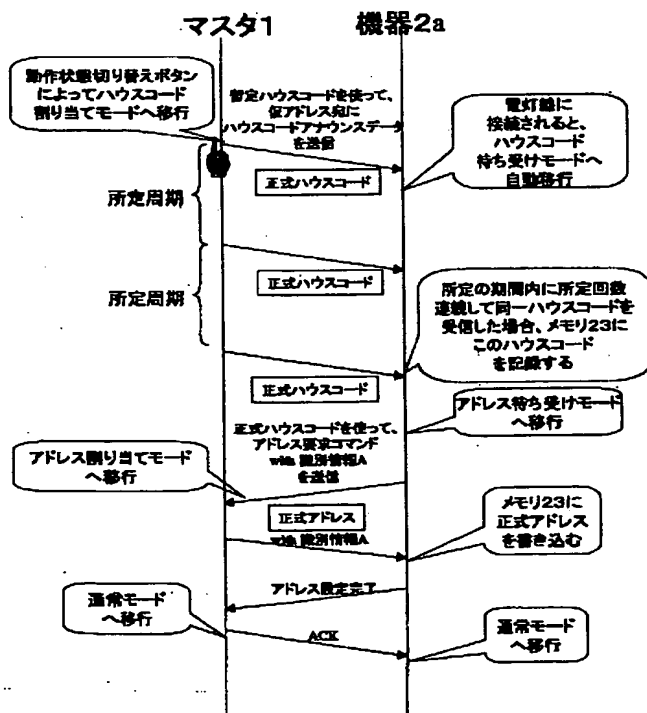 マスタ1
機器2a
動作状態切り替えボタン
によってハウスコード
割り当てモードへ移行
暫定ハウスコードを使って、
仮アドレス宛に
ハウスコードアナウンスデータ
を送信
電灯線に
接続されると、
ハウスコード
待ち受けモードへ
自動移行
正式ハウスコード
所定周期
正式ハウスコード
所定周期
所定の期間内に所定回数
連続して同一ハウスコードを
受信した場合、メモリ23に
このハウスコード
を記録する
正式ハウスコード
アドレス待ち受けモード
へ移行
正式ハウスコードを使って、
アドレス要求コマンド
with 識別情報A
を送信
アドレス割り当てモード
へ移行
正式アドレス
with 識別情報A
メモリ23に
正式アドレス
を書き込む
アドレス設定完了
通常モード
へ移行
ACK
通常モード
へ移行